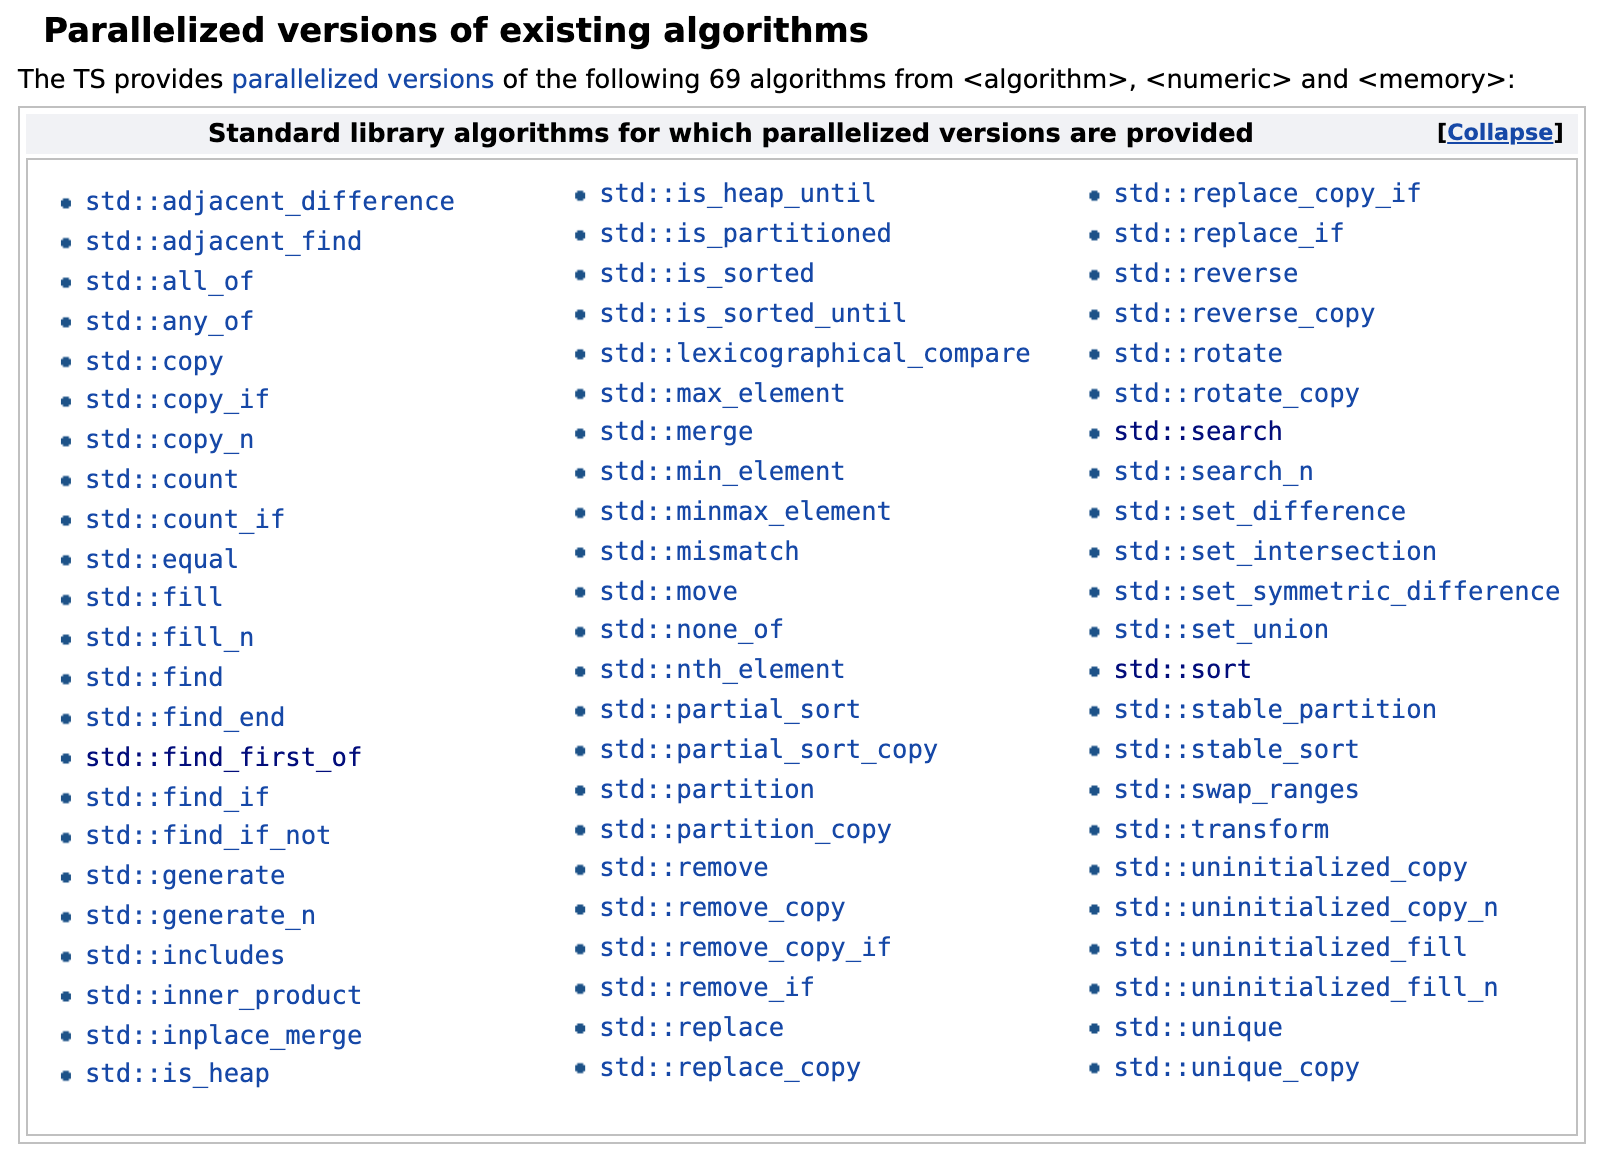 Parallelized versions of existing algorithms
The TS provides parallelized versions of the following 69 algorithms from <algorithm>, <numeric> and <memory>:
Standard library algorithms for which parallelized versions are provided [Collapse]
std::adjacent_difference
std::adjacent_find
std::all_of
std::any_of
std::copy
std::copy_if
std::copy_n
std::count
std::count_if
std::equal
std::fill
std::fill_n
std::find
std::find_end
std::find_first_of
std::find_if
std::find_if_not
std::generate
std::generate_n
std::includes
std::inner_product
std::inplace_merge
std::is_heap
std::is_heap_until
std::is_partitioned
std::is_sorted
std::is_sorted_until
std::lexicographical_compare
std::max_element
std::merge
std::min_element
std::minmax_element
std::mismatch
std::move
std::none_of
std::nth_element
std::partial_sort
std::partial_sort_copy
std::partition
std::partition_copy
std::remove
std::remove_copy
std::remove_copy_if
std::remove_if
std::replace
std::replace_copy
std::replace_copy_if
std::replace_if
std::reverse
std::reverse_copy
std::rotate
std::rotate_copy
std::search
std::search_n
std::set_difference
std::set_intersection
std::set_symmetric_difference
std::set_union
std::sort
std::stable_partition
std::stable_sort
std::swap_ranges
std::transform
std::uninitialized_copy
std::uninitialized_copy_n
std::uninitialized_fill
std::uninitialized_fill_n
std::unique
std::unique_copy